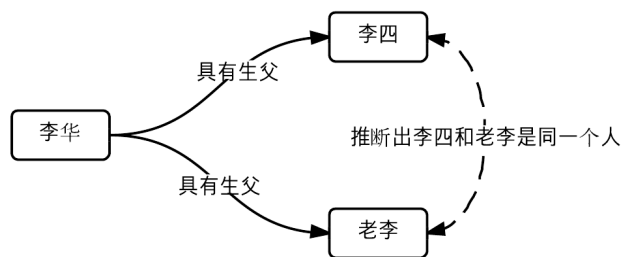 李四
具有生父
李华
推断出李四和老李是同一个人
具有生父
老李